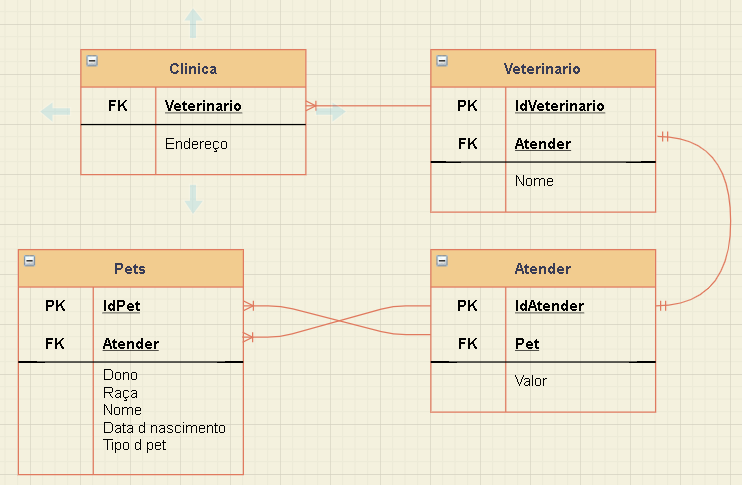 Clinica
FK Veterinario
Endereço
Veterinario
PK IdVeterinario
FK Atender
Nome
Pets
PK IdPet
FK Atender
Dono
Raça
Nome
Data d nascimento
Tipo d pet
Atender
PK IdAtender
FK Pet
Valor